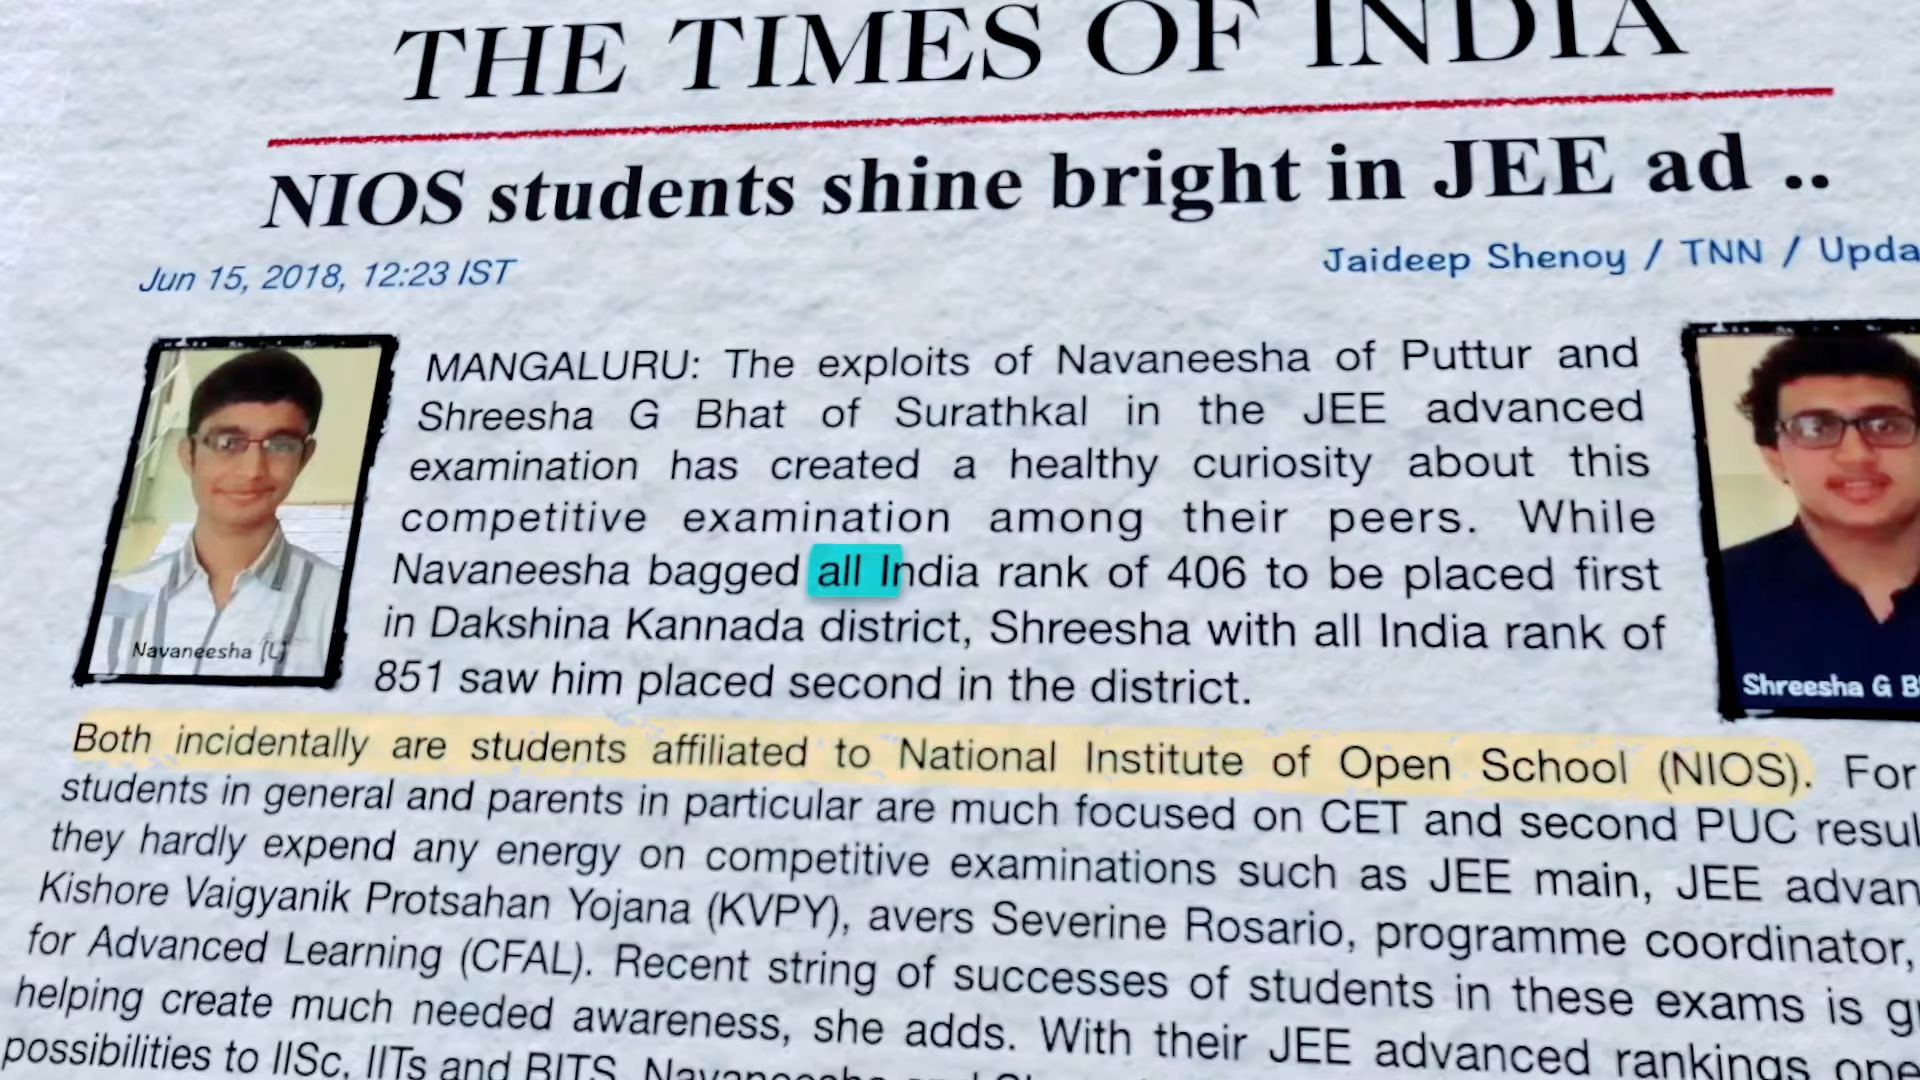 THE TIMES OF INDIA
NIOS students shine bright in JEE ad ..
Jun 15, 2018, 12:23 IST
Jaideep Shenoy / TNN / Upda
MANGALURU: The exploits of Navaneesha of Puttur and
Shreesha G Bhat of Surathkal in the JEE advanced
examination has created a healthy curiosity about this
competitive examination among their peers. While
Navaneesha bagged all India rank of 406 to be placed first
in Dakshina Kannada district, Shreesha with all India rank of
851 saw him placed second in the district.
Navaneesha (L)
Shreesha G B
Both incidentally are students affiliated to National Institute of Open School (NIOS). For
students in general and parents in particular are much focused on CET and second PUC resul
they hardly expend any energy on competitive examinations such as JEE main, JEE advan
Kishore Vaigyanik Protsahan Yojana (KVPY), avers Severine Rosario, programme coordinator,
for Advanced Learning (CFAL). Recent string of successes of students in these exams is g
helping create much needed awareness, she adds. With their JEE advanced rankings ope
possibilities to IISc, IITs and BITS,